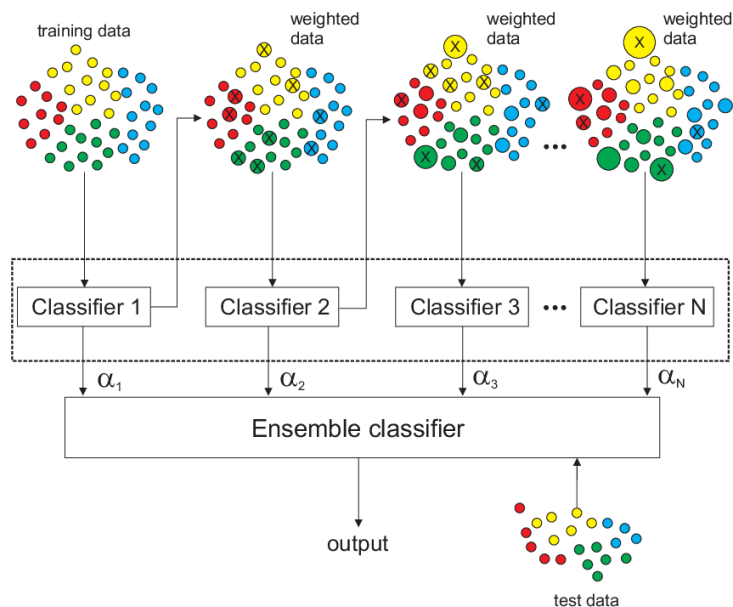 training data
weighted
data
weighted
data
weighted
data
X X X X X X X X X
X X X X X X X
X X X X X
•••
Classifier 1
Classifier 2
Classifier 3
•••
Classifier N
α1
α2
α3
αN
Ensemble classifier
output
test data